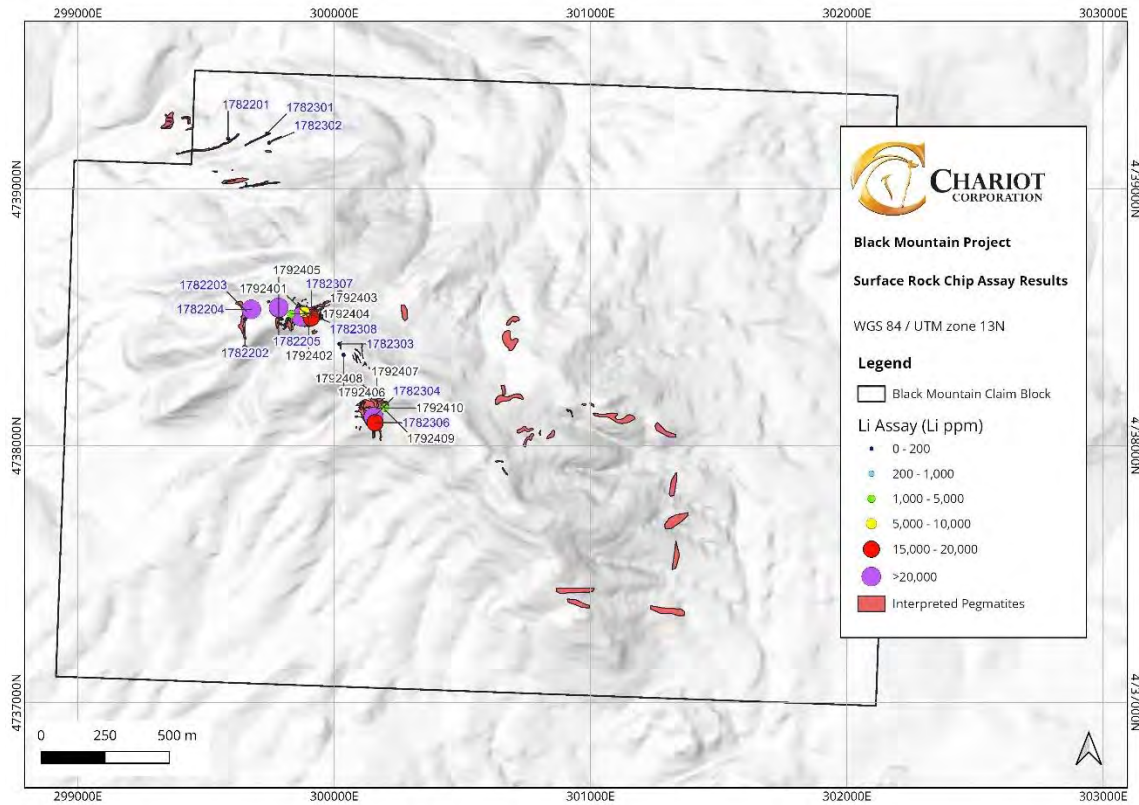 299000E 300000E 301000E 302000E 303000E
1782201
1782301
1782302
4739000N
4739000N
1792405
1782203
1792401
1782307
1792403
1782204
1792404
1782308
1782202
1782205
1792402
1782303
1792407
1792408
1792406
1782304
1792410
1782306
1792409
4738000N
4738000N
4737000N
4737000N
CHARIOT
CORPORATION
Black Mountain Project
Surface Rock Chip Assay Results
WGS 84 / UTM zone 13N
Legend
Black Mountain Claim Block
Li Assay (Li ppm)
0 - 200
200 - 1,000
1,000 - 5,000
5,000 - 10,000
15,000 - 20,000
>20,000
Interpreted Pegmatites
0 250 500 m
299000E 300000E 301000E 302000E 303000E